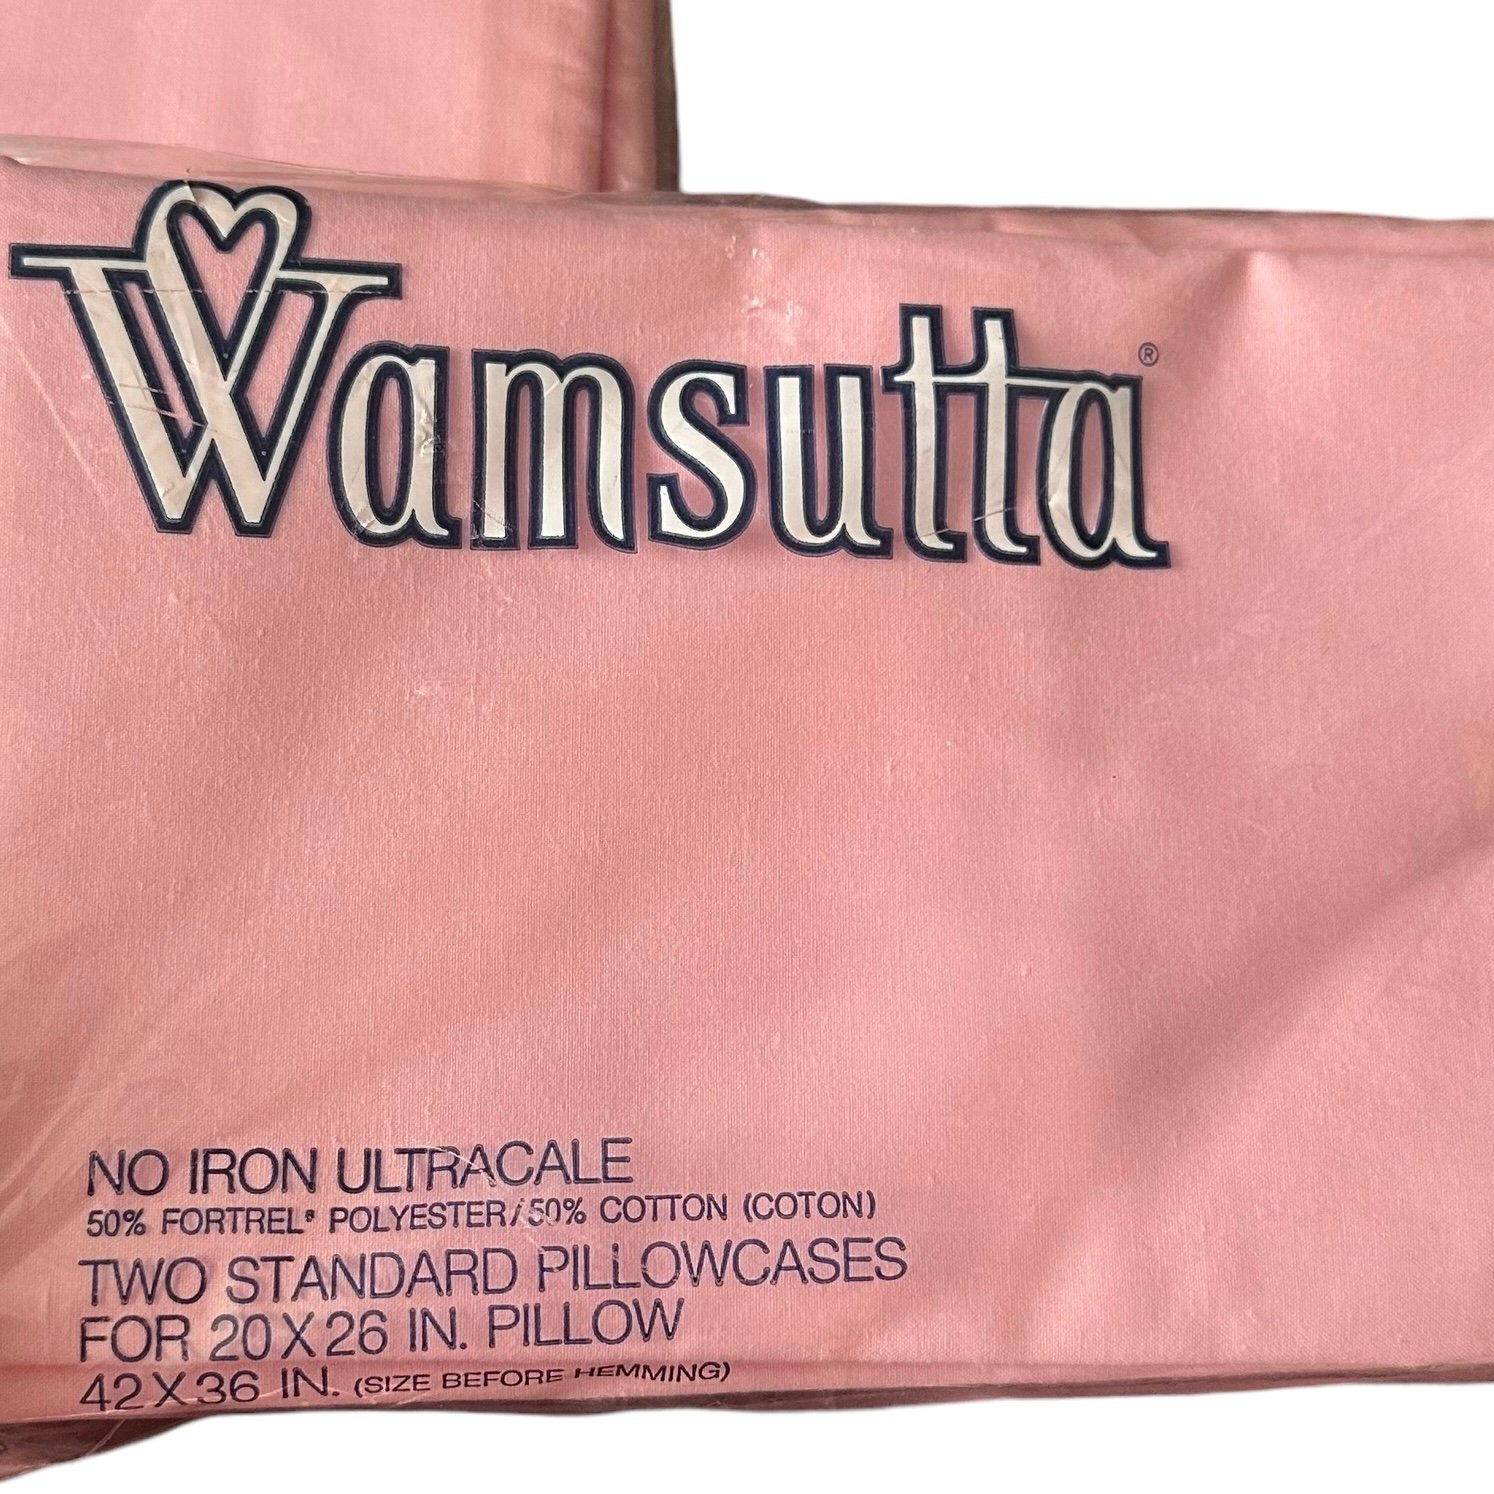 Wamsutta®
NO IRON ULTRACALE
50% FORTREL® POLYESTER/50% COTTON (COTON)
TWO STANDARD PILLOWCASES
FOR 20 X 26 IN. PILLOW
42 X 36 IN. (SIZE BEFORE HEMMING)